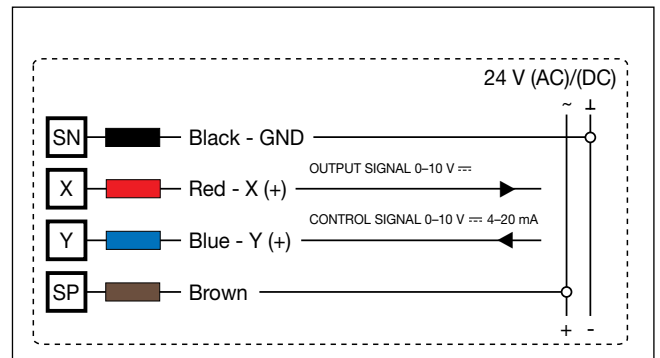 24 V (AC)/(DC)
~ ⊥
SN Black - GND
X Red - X (+) OUTPUT SIGNAL 0–10 V ⎓
Y Blue - Y (+) CONTROL SIGNAL 0–10 V ⎓ 4–20 mA
SP Brown
+ -